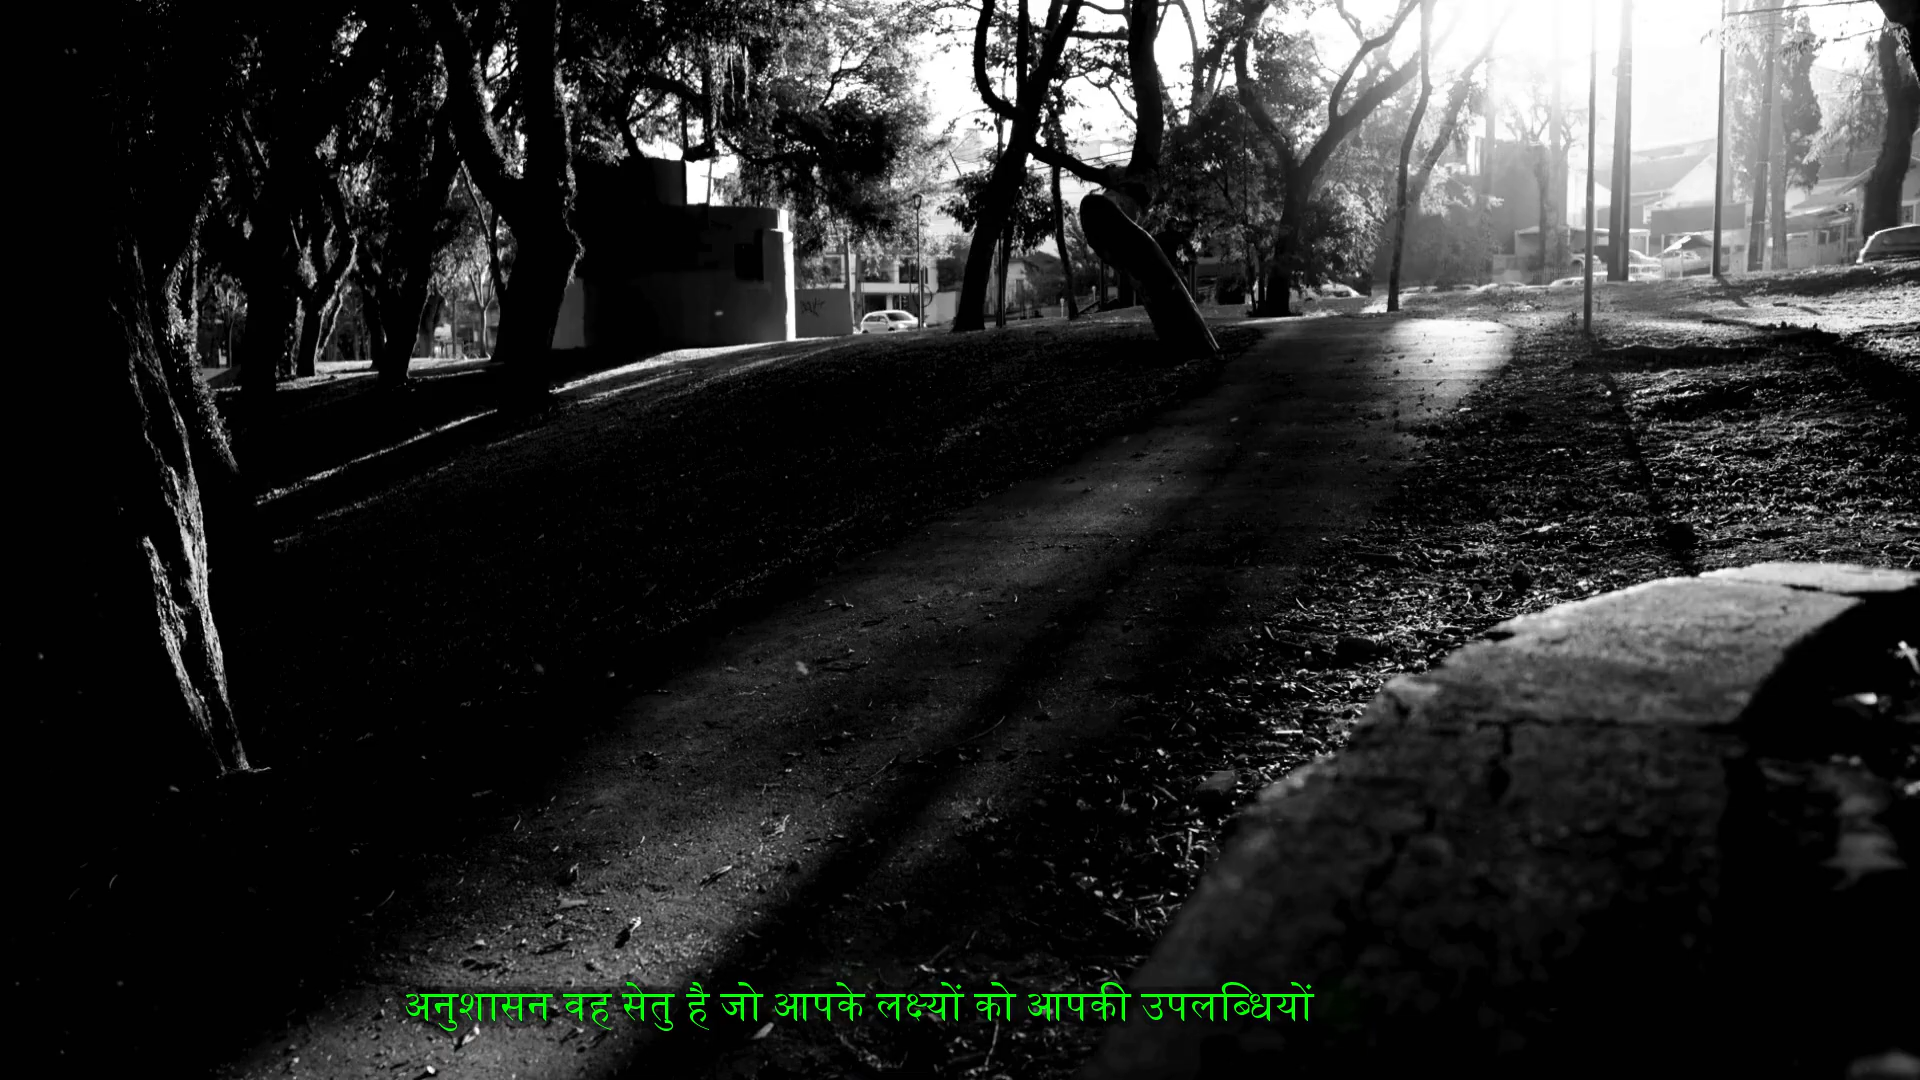 अनुशासन वह सेतु है जो आपके लक्ष्यों को आपकी उपलब्धियों